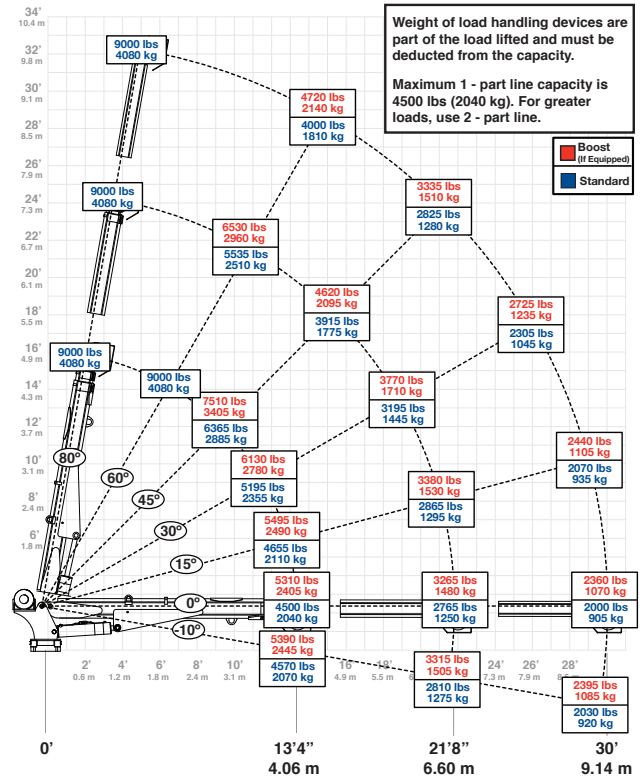 34'
10.4 m
32'
9.8 m
30'
9.1 m
28'
8.5 m
26'
7.9 m
24'
7.3 m
22'
6.7 m
20'
6.1 m
18'
5.5 m
16'
4.9 m
14'
4.3 m
12'
3.7 m
10'
3.1 m
8'
2.4 m
6'
1.8 m
Weight of load handling devices are
part of the load lifted and must be
deducted from the capacity.
Maximum 1 - part line capacity is
4500 lbs (2040 kg). For greater
loads, use 2 - part line.
Boost
(If Equipped)
Standard
9000 lbs
4080 kg
4720 lbs
2140 kg
4000 lbs
1810 kg
3335 lbs
1510 kg
2825 lbs
1280 kg
9000 lbs
4080 kg
6530 lbs
2960 kg
5535 lbs
2510 kg
4620 lbs
2095 kg
3915 lbs
1775 kg
2725 lbs
1235 kg
2305 lbs
1045 kg
9000 lbs
4080 kg
9000 lbs
4080 kg
7510 lbs
3405 kg
6365 lbs
2885 kg
3770 lbs
1710 kg
3195 lbs
1445 kg
6130 lbs
2780 kg
5195 lbs
2355 kg
3380 lbs
1530 kg
2865 lbs
1295 kg
2440 lbs
1105 kg
2070 lbs
935 kg
5495 lbs
2490 kg
4655 lbs
2110 kg
80º
60º
45º
30º
15º
0º
-10º
5310 lbs
2405 kg
4500 lbs
2040 kg
3265 lbs
1480 kg
2765 lbs
1250 kg
2360 lbs
1070 kg
2000 lbs
905 kg
5390 lbs
2445 kg
4570 lbs
2070 kg
3315 lbs
1505 kg
2810 lbs
1275 kg
2395 lbs
1085 kg
2030 lbs
920 kg
2' 4' 6' 8' 10' 16 18' 24' 26' 28'
0.6 m 1.2 m 1.8 m 2.4 m 3.1 m 4.9 m 5.5 m 7.3 m 7.9 m 8.5 m
0' 13'4" 21'8" 30'
4.06 m 6.60 m 9.14 m